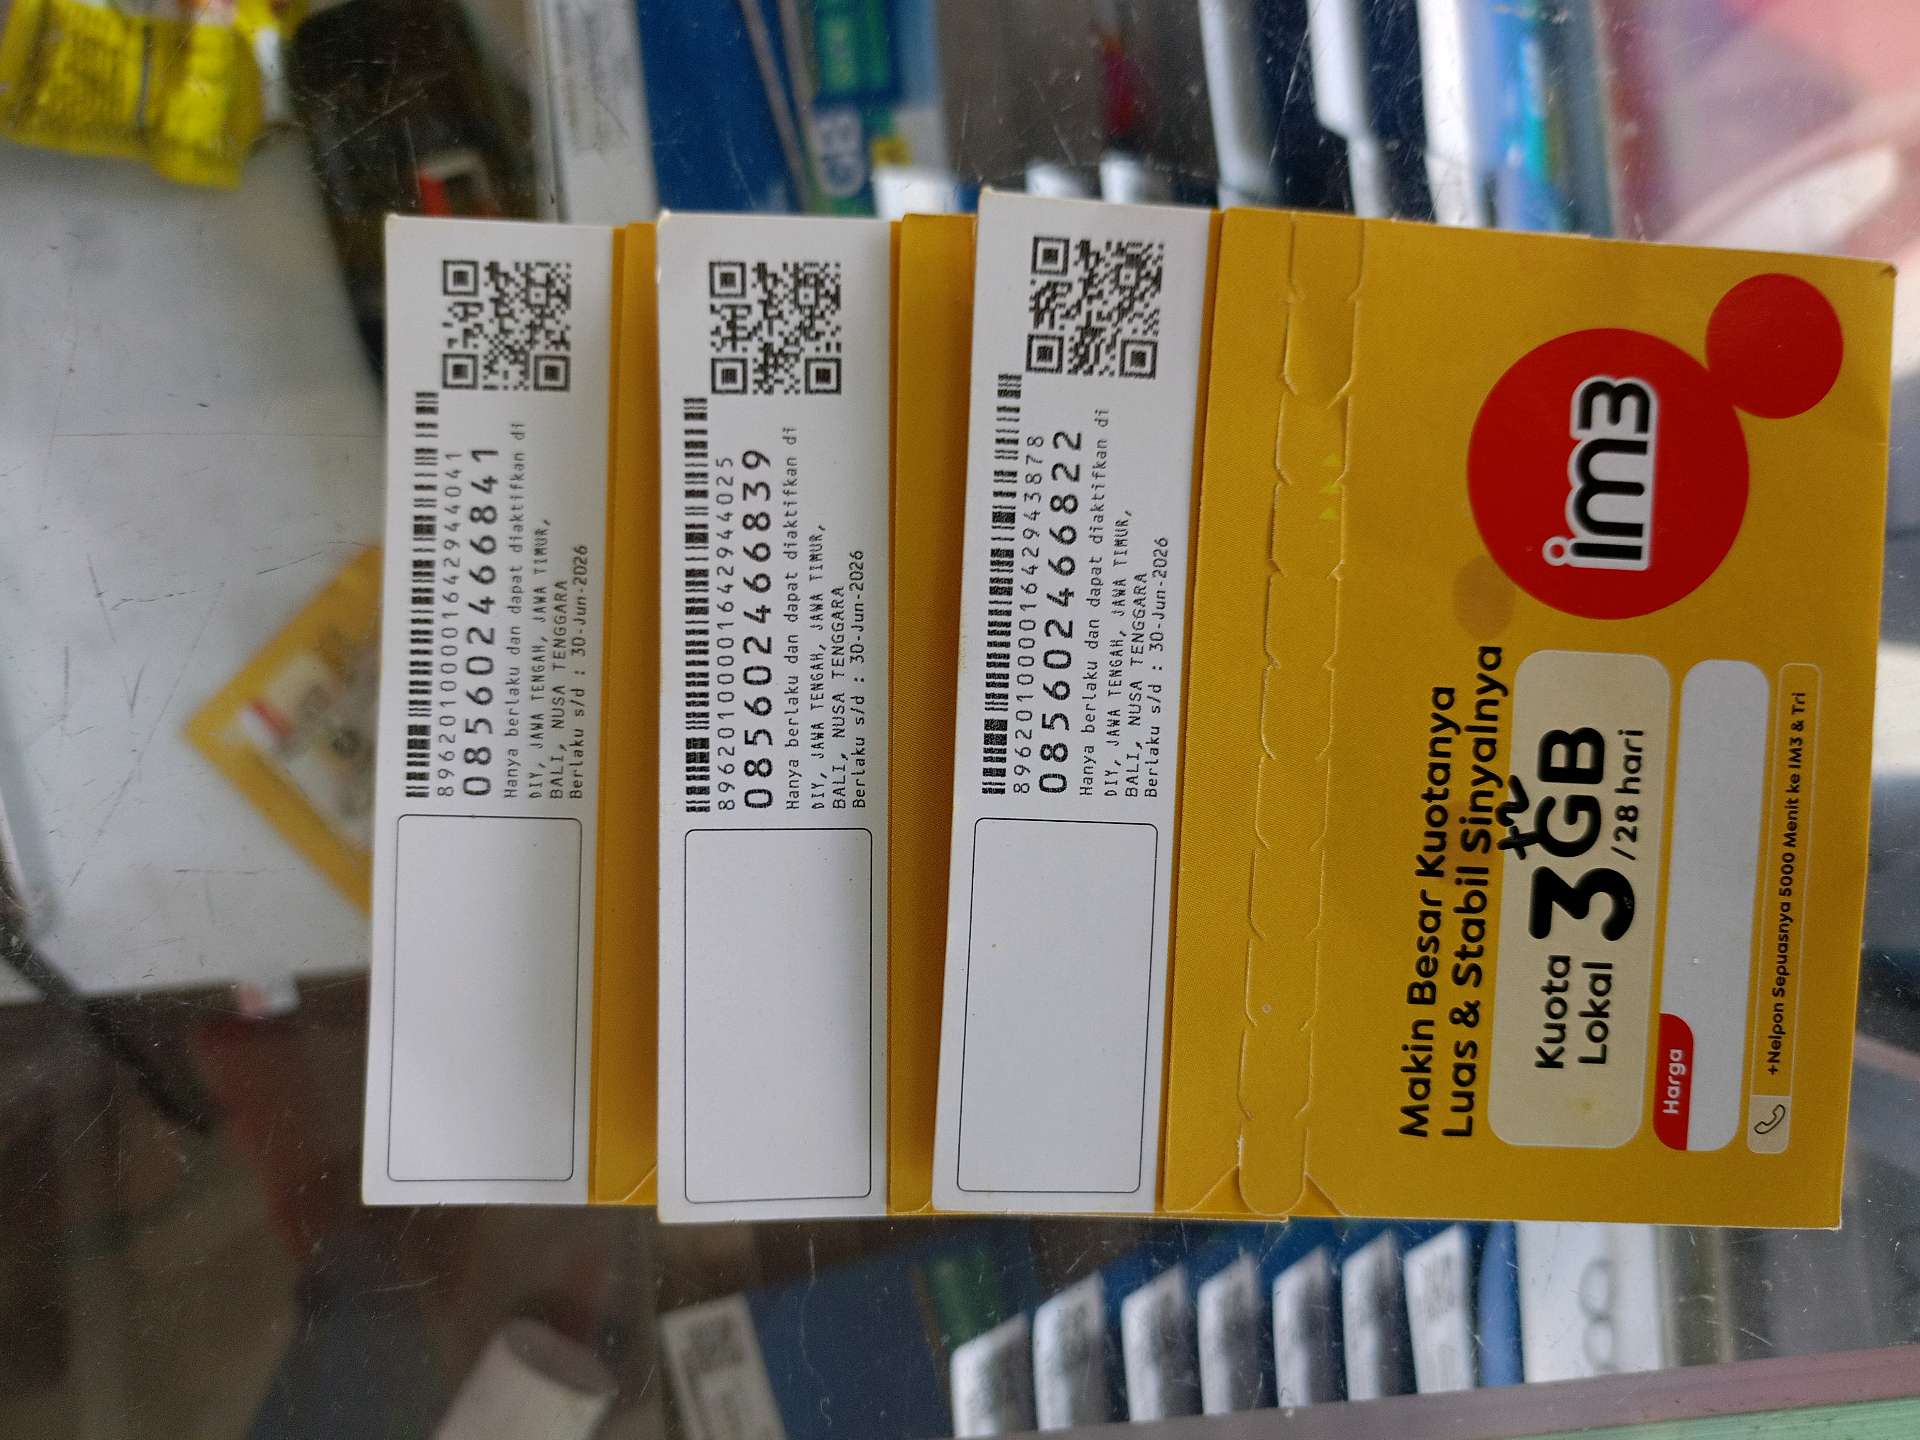 8962010000164294041
085602466841
Hanya berlaku dan dapat diaktifkan di
DIY, JAWA TENGAH, JAWA TIMUR,
BALI, NUSA TENGGARA
Berlaku s/d : 30-Jun-2026
8962010000164294025
085602466839
Hanya berlaku dan dapat diaktifkan di
DIY, JAWA TENGAH, JAWA TIMUR,
BALI, NUSA TENGGARA
Berlaku s/d : 30-Jun-2026
8962010000164293878
085602466822
Hanya berlaku dan dapat diaktifkan di
DIY, JAWA TENGAH, JAWA TIMUR,
BALI, NUSA TENGGARA
Berlaku s/d : 30-Jun-2026
IM3
Makin Besar Kuotanya
Luas & Stabil Sinyalnya
Kuota
Lokal
3GB
/28 hari
Harga
+Nelpon Sepuasnya 5000 Menit ke IM3 & Tri
GB